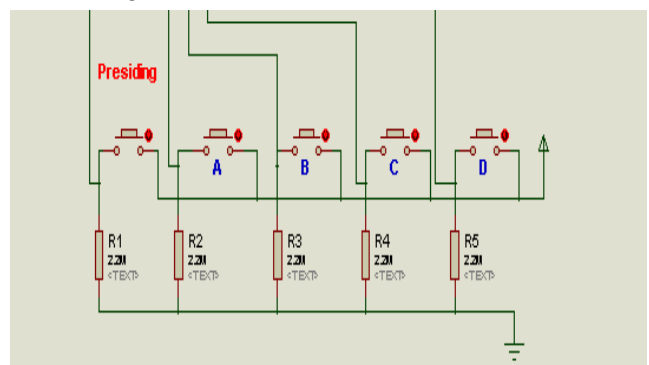 Presiding
A B C D
R1 R2 R3 R4 R5
2.2M 2.2M 2.2M 2.2M 2.2M
<TEXT> <TEXT> <TEXT> <TEXT> <TEXT>